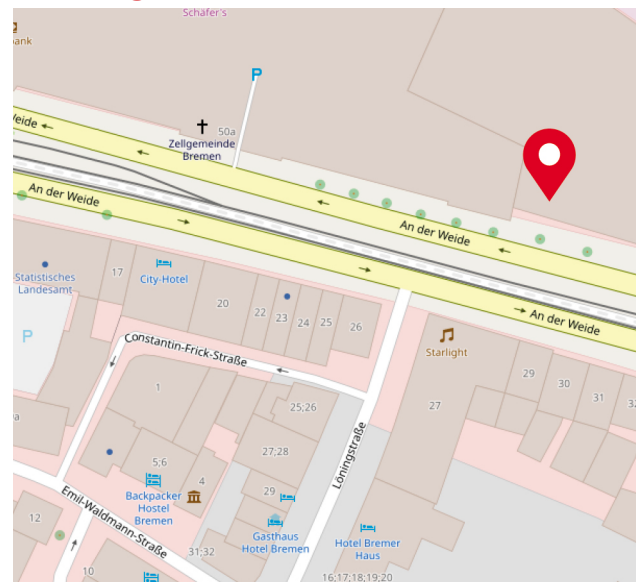 Schäfer's
ank
P
50a
Zellgemeinde
Bremen
eide
An der Weide
An der Weide
An der Weide
Statistisches
Landesamt
17
City-Hotel
20
22
23
24
25
26
P
Starlight
Constantin-Frick-Straße
29
30
31
32
1
25;26
27
a
27;28
Löningstraße
5;6
4
29
Backpacker
Hostel
Bremen
Emil-Waldmann-Straße
12
Gasthaus
Hotel Bremen
Hotel Bremer
Haus
31;32
10
16;17;18;19;20